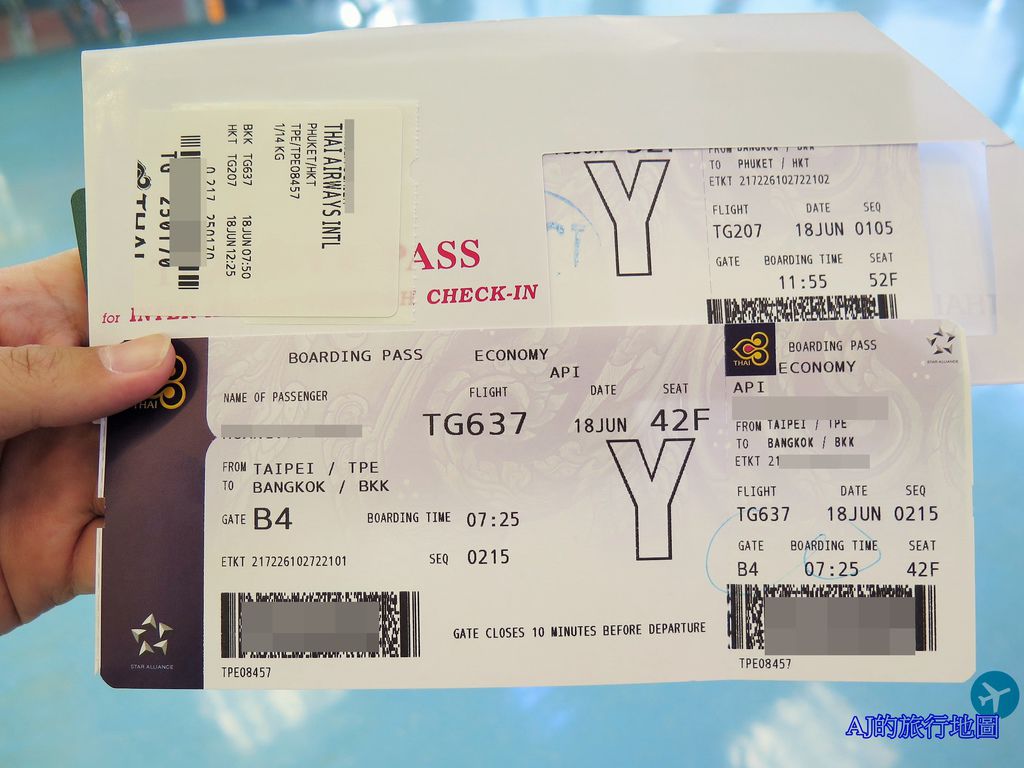 THAI AIRWAYS INTL
PHUKET/HKT
TPE/TPE08457
1/14 KG
BKK TG637 18JUN 07:50
HKT TG207 18JUN 12:25
THAI
PASS
CHECK-IN
for
Y
TO PHUKET / HKT
ETKT 217226102722102
FLIGHT DATE SEQ
TG207 18JUN 0105
GATE BOARDING TIME SEAT
11:55 52F
THAI
BOARDING PASS ECONOMY
API
NAME OF PASSENGER
FLIGHT DATE SEAT
TG637 18JUN 42F
FROM TAIPEI / TPE
TO BANGKOK / BKK
Y
GATE B4 BOARDING TIME 07:25
ETKT 217226102722101 SEQ 0215
GATE CLOSES 10 MINUTES BEFORE DEPARTURE
STAR ALLIANCE
TPE08457
THAI
BOARDING PASS
STAR ALLIANCE
ECONOMY
API
FROM TAIPEI / TPE
TO BANGKOK / BKK
ETKT 21
FLIGHT DATE SEQ
TG637 18JUN 0215
GATE BOARDING TIME SEAT
B4 07:25 42F
TPE08457
AJ的旅行地圖